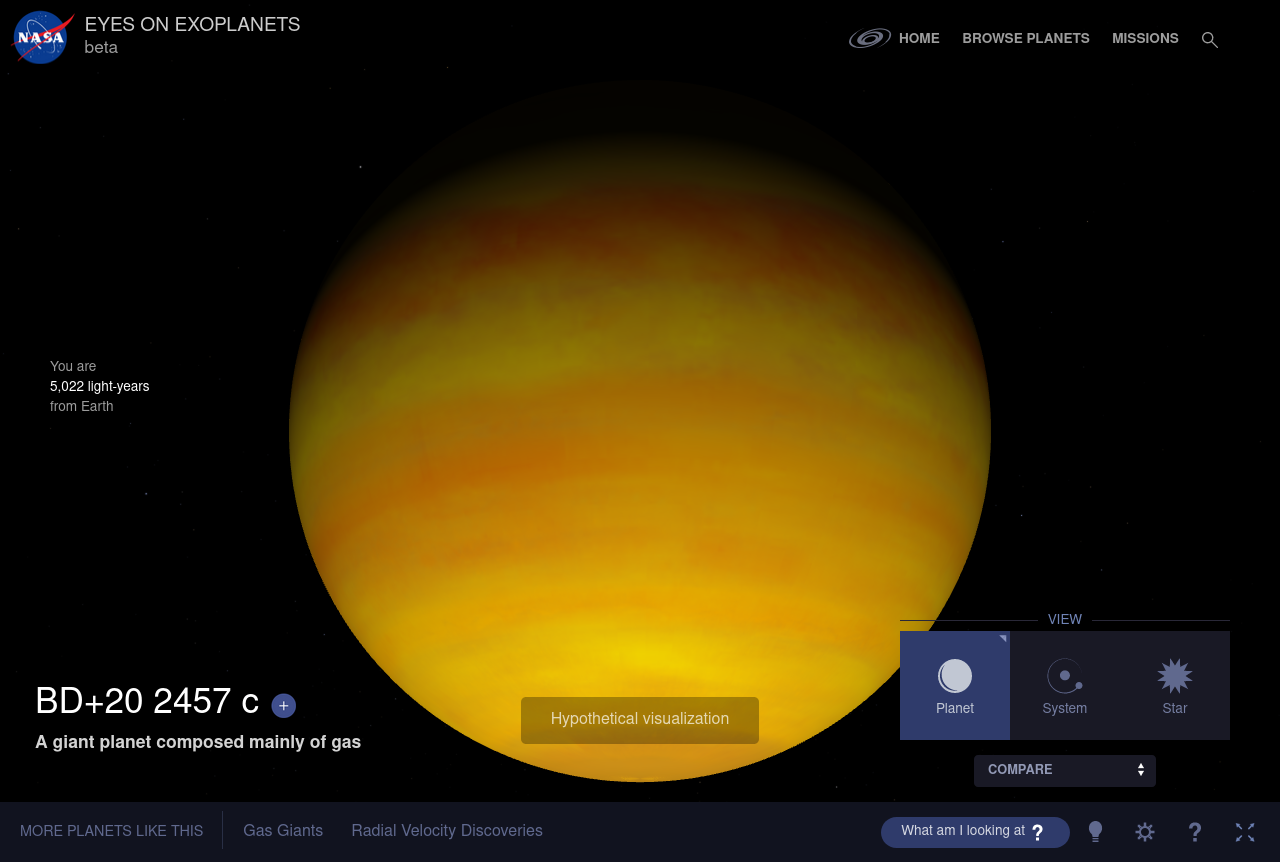 NASA
EYES ON EXOPLANETS
beta
HOME
BROWSE PLANETS
MISSIONS
You are
5,022 light-years
from Earth
VIEW
Planet
System
Star
BD+20 2457 c +
A giant planet composed mainly of gas
Hypothetical visualization
COMPARE
MORE PLANETS LIKE THIS
Gas Giants
Radial Velocity Discoveries
What am I looking at ?
?